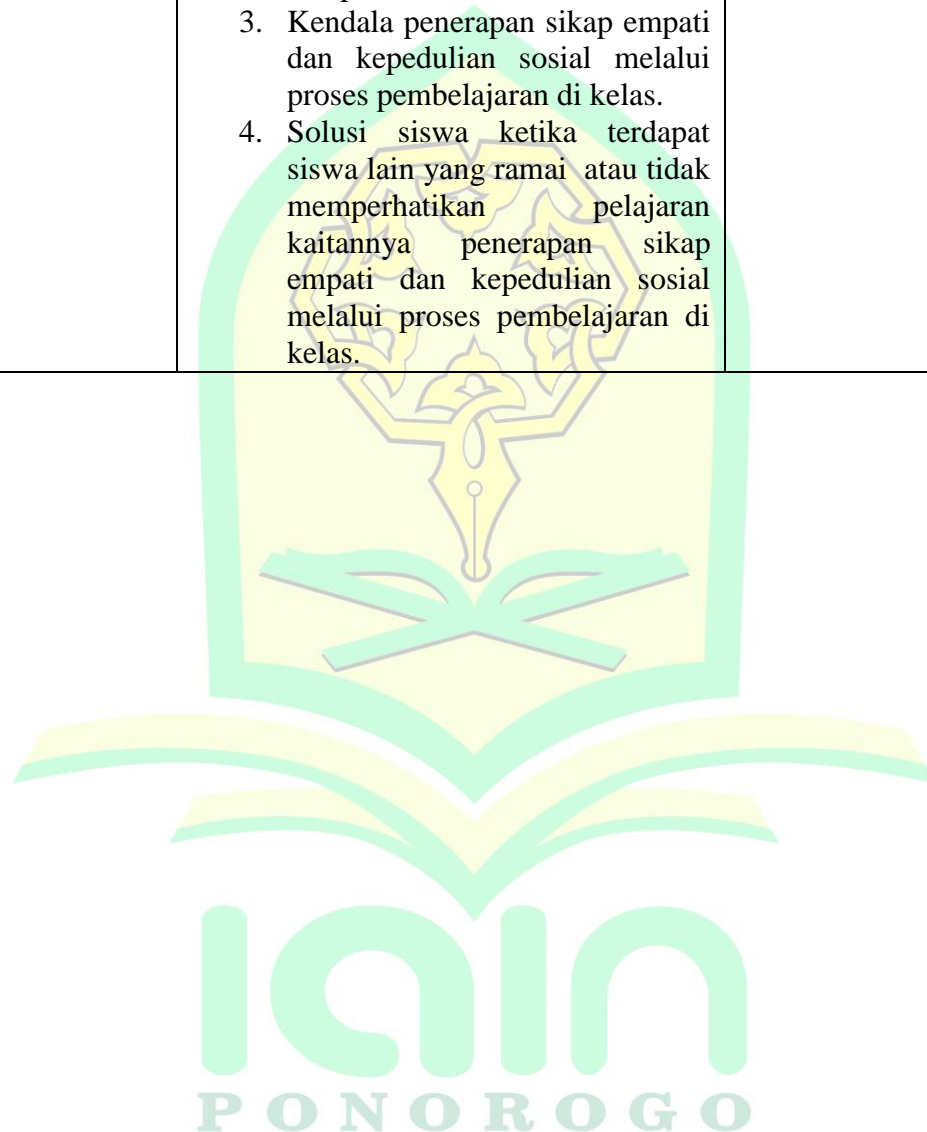 3. Kendala penerapan sikap empati
dan kepedulian sosial melalui
proses pembelajaran di kelas.
4. Solusi siswa ketika terdapat
siswa lain yang ramai atau tidak
memperhatikan pelajaran
kaitannya penerapan sikap
empati dan kepedulian sosial
melalui proses pembelajaran di
kelas.
iain
PONOROGO